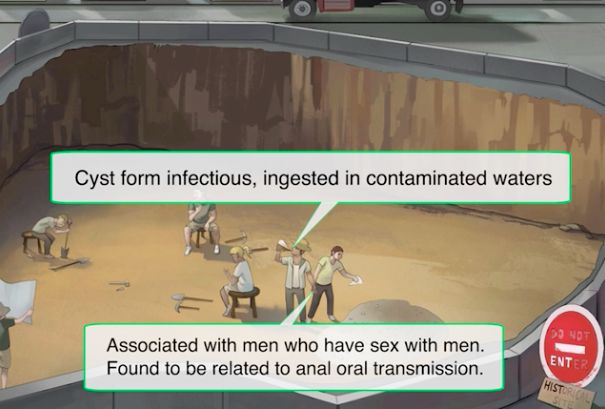 Cyst form infectious, ingested in contaminated waters
Associated with men who have sex with men.
Found to be related to anal oral transmission.
DO NOT
ENTER
HISTORICAL
SITE